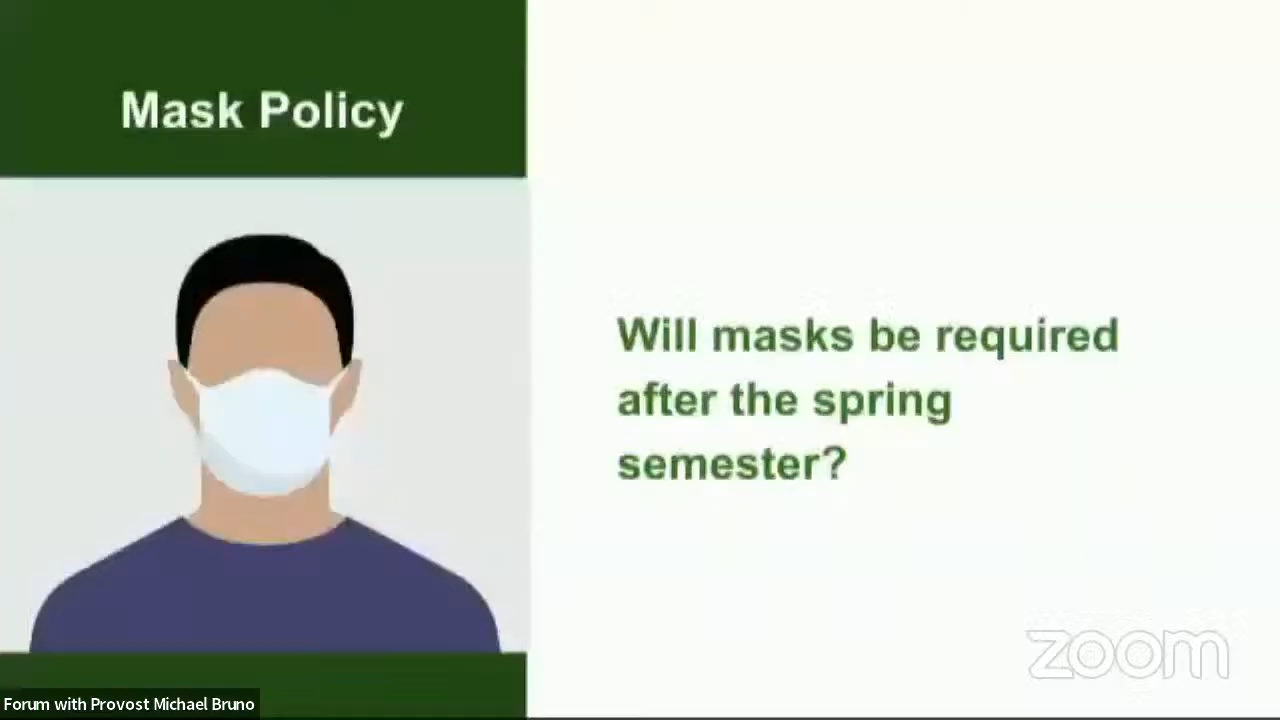 Mask Policy
Will masks be required
after the spring
semester?
zoom
Forum with Provost Michael Bruno